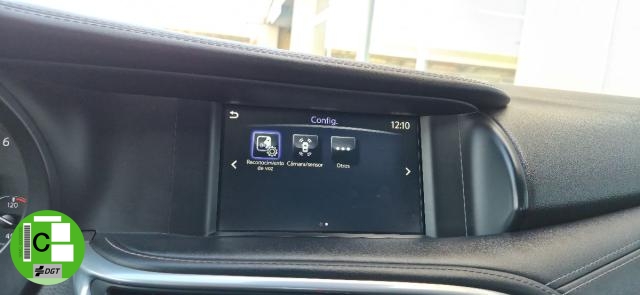 Config.
12:10
Reconocimiento
de voz
Cámara/sensor
Otros
6
120
C
DGT